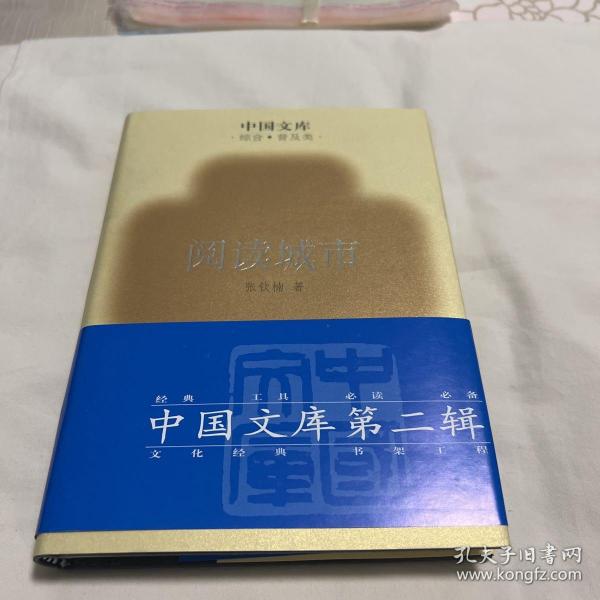 中国文库
·综合·普及类·
阅读城市
张钦楠 著
中国文库
经典 工具 必读 必备
中国文库第二辑
文化经典 书架工程
孔夫子旧书网
www.kongfz.com